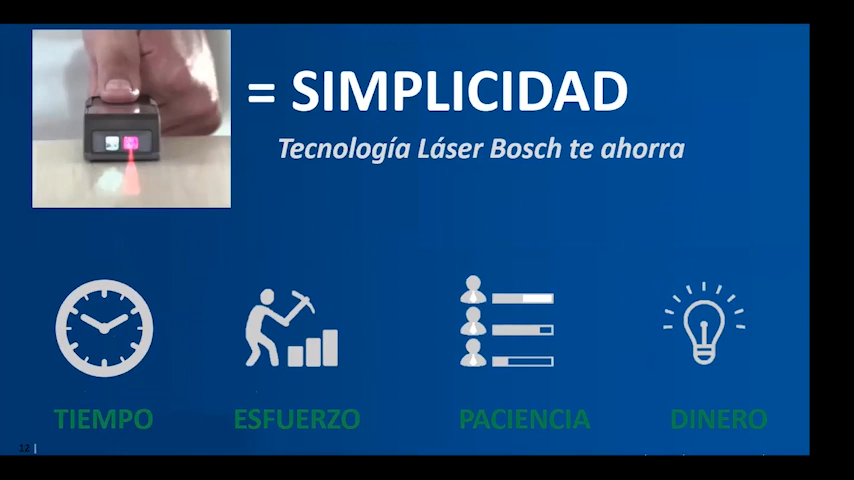 = SIMPLICIDAD
Tecnología Láser Bosch te ahorra
TIEMPO
ESFUERZO
PACIENCIA
DINERO
12 |